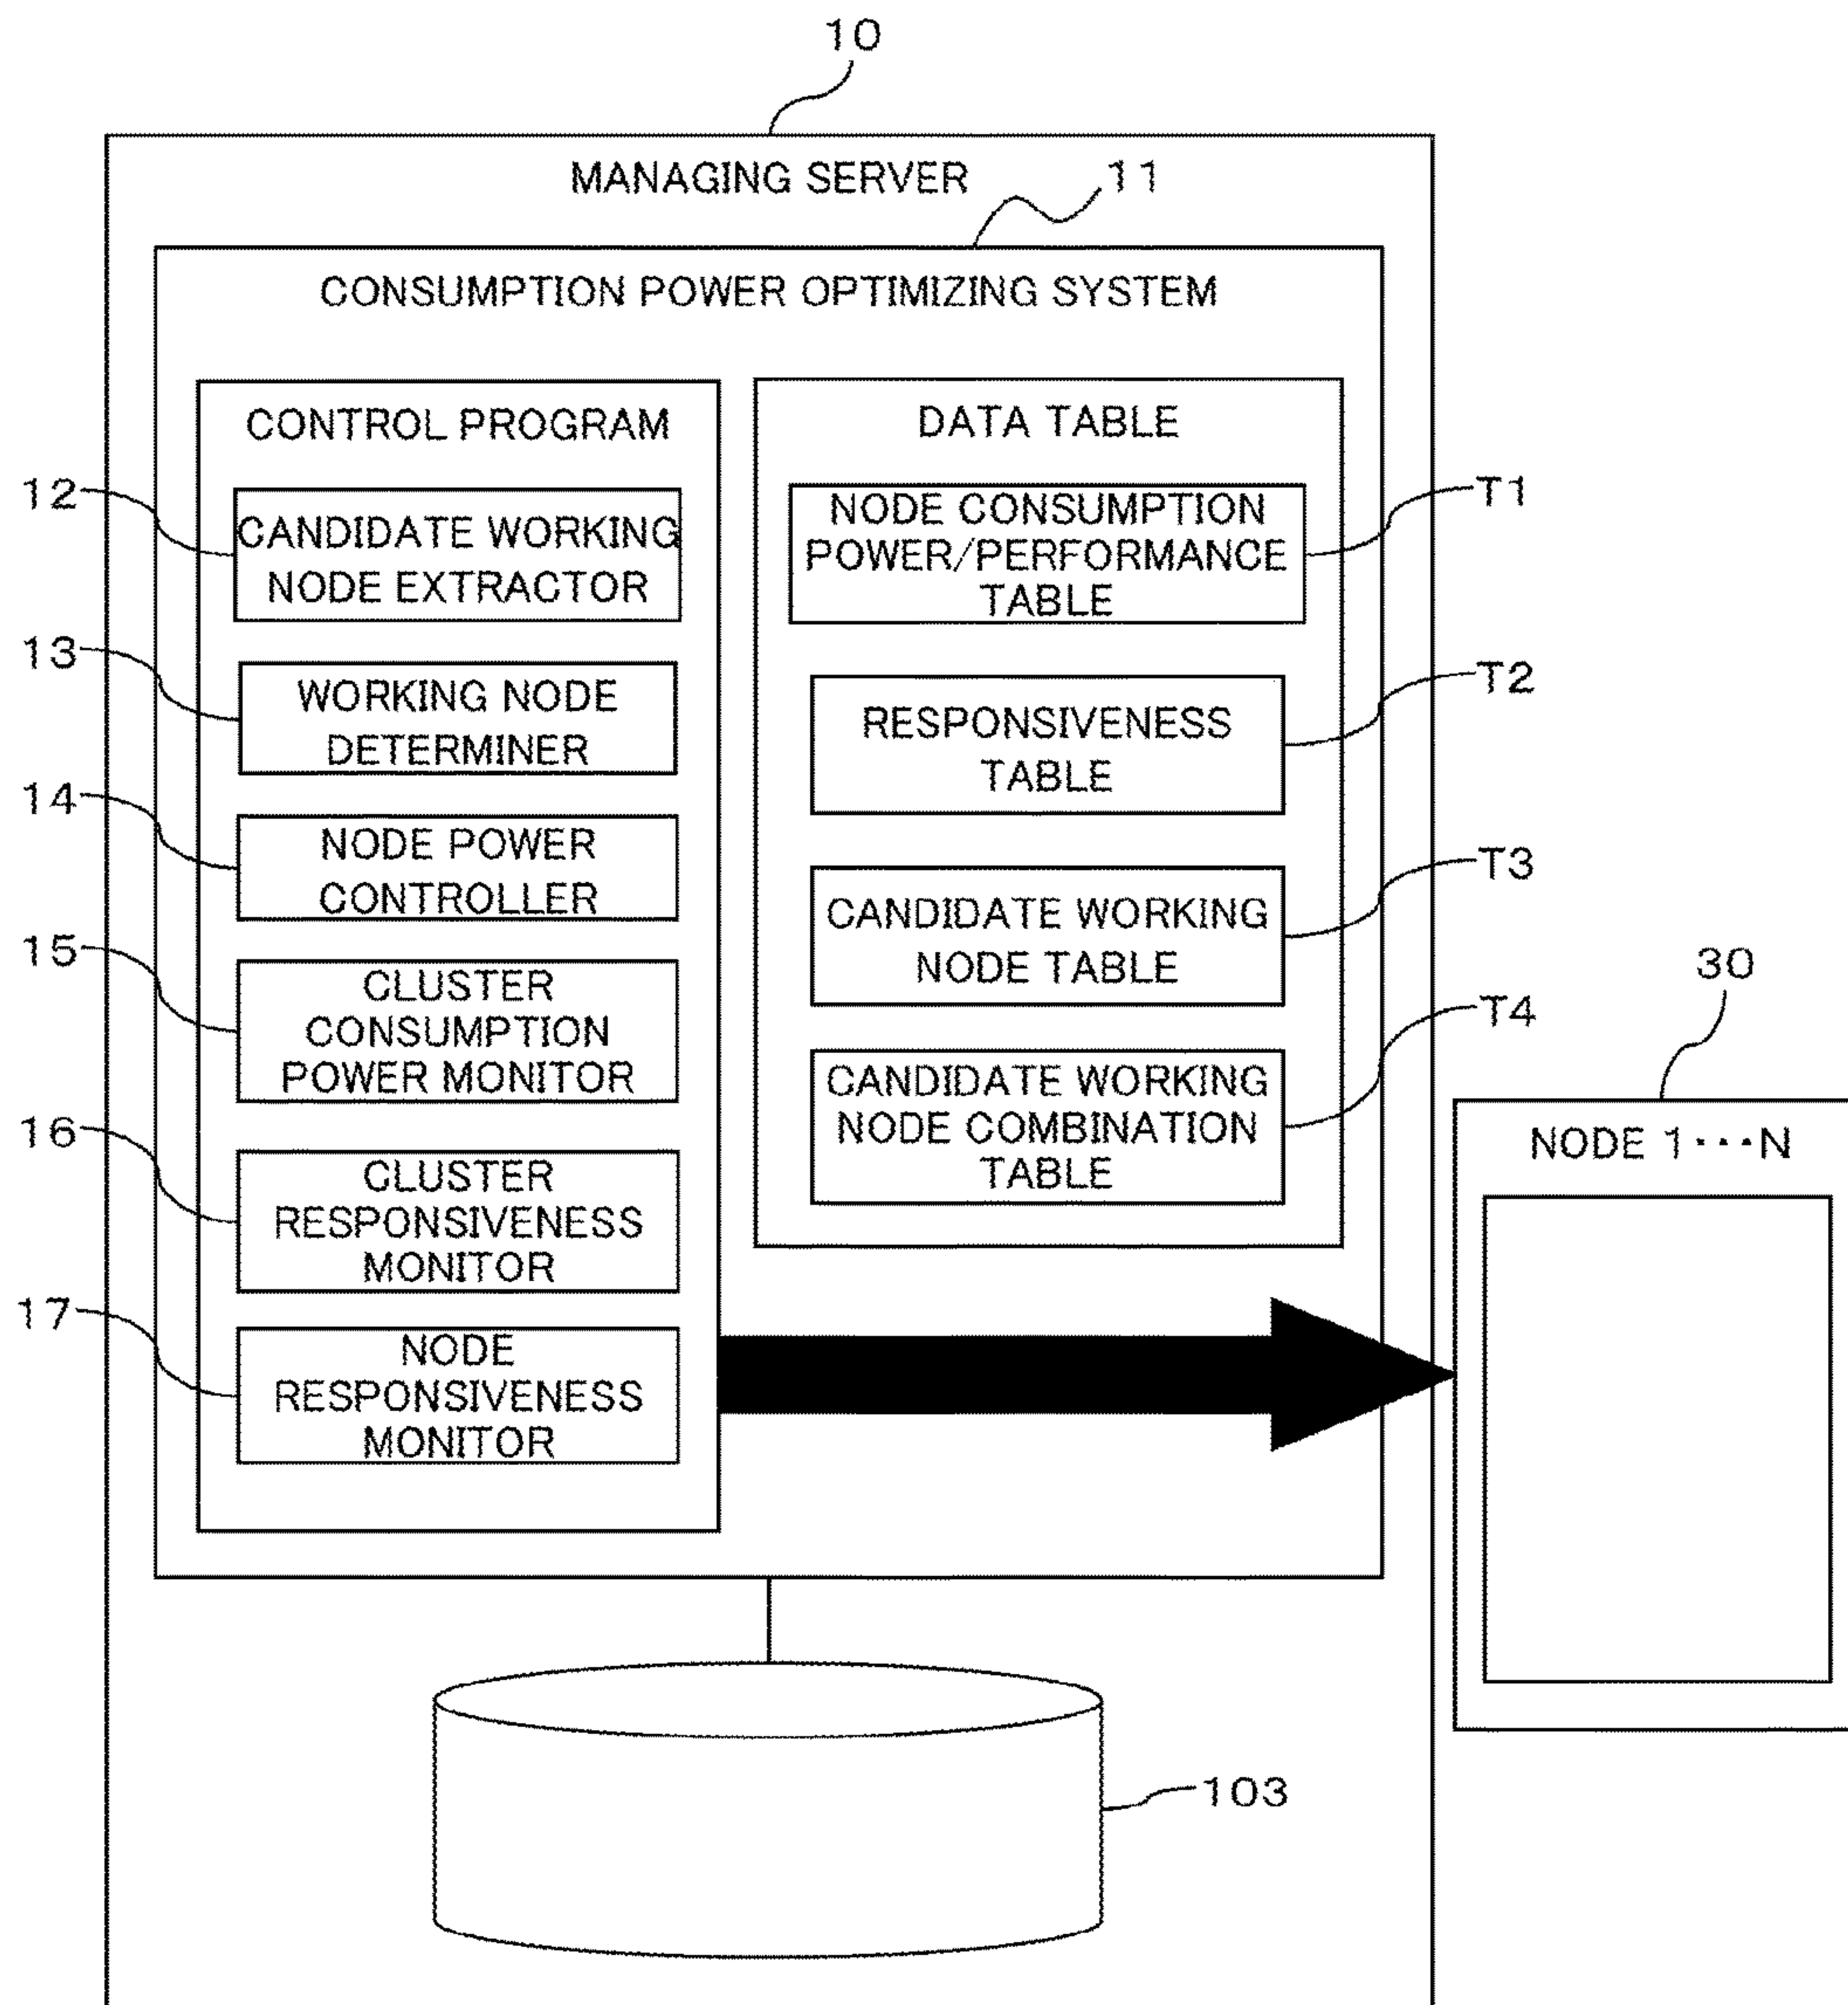 10
MANAGING SERVER
11
CONSUMPTION POWER OPTIMIZING SYSTEM
CONTROL PROGRAM
12
CANDIDATE WORKING
NODE EXTRACTOR
13
WORKING NODE
DETERMINER
14
NODE POWER
CONTROLLER
15
CLUSTER
CONSUMPTION
POWER MONITOR
16
CLUSTER
RESPONSIVENESS
MONITOR
17
NODE
RESPONSIVENESS
MONITOR
DATA TABLE
NODE CONSUMPTION
POWER/PERFORMANCE
TABLE
T1
RESPONSIVENESS
TABLE
T2
CANDIDATE WORKING
NODE TABLE
T3
CANDIDATE WORKING
NODE COMBINATION
TABLE
T4
30
NODE 1･･･N
103